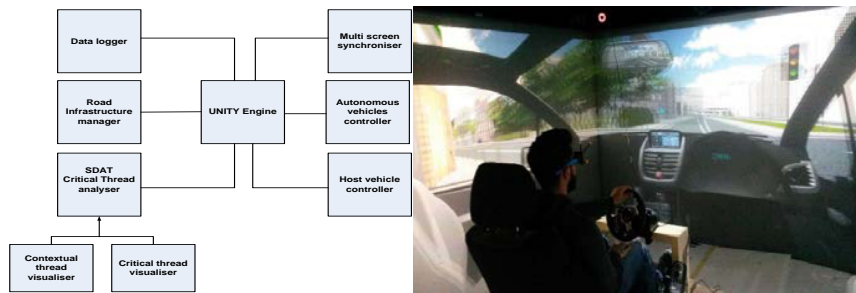 Data logger
Multi screen
synchroniser
Road
Infrastructure
manager
UNITY Engine
Autonomous
vehicles
controller
SDAT
Critical Thread
analyser
Host vehicle
controller
Contextual
thread
visualiser
Critical thread
visualiser